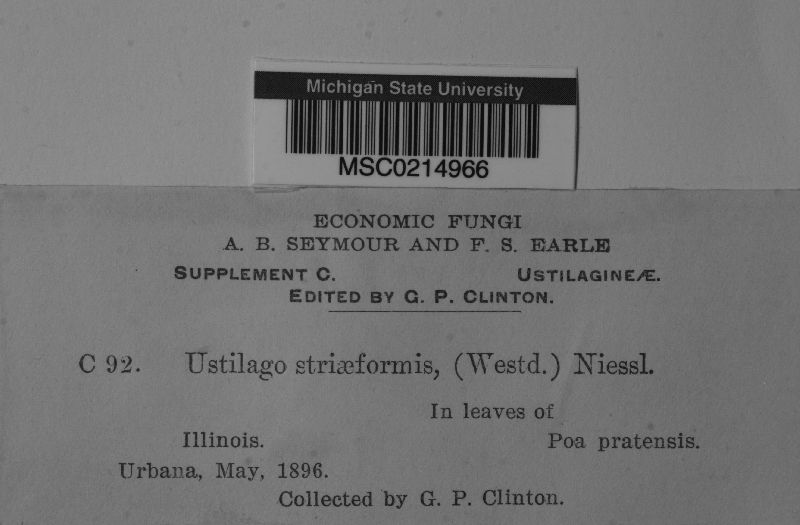 Michigan State University
MSC0214966
ECONOMIC FUNGI
A. B. SEYMOUR AND F. S. EARLE
SUPPLEMENT C. USTILAGINEÆ.
EDITED BY G. P. CLINTON.
C 92. Ustilago striæformis, (Westd.) Niessl.
In leaves of
Illinois. Poa pratensis.
Urbana, May, 1896.
Collected by G. P. Clinton.